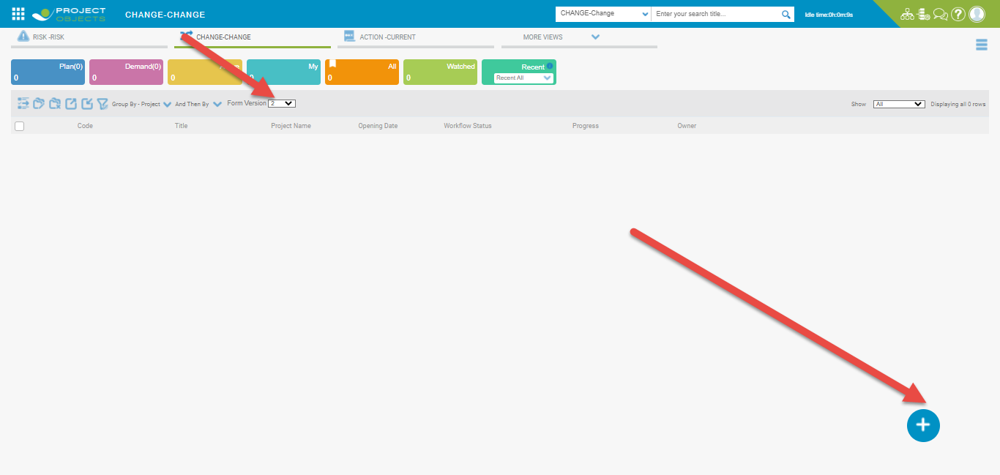 PROJECT
OBJECTS
CHANGE-CHANGE
CHANGE-Change
Enter your search title...
Idle time:0h:0m:9s
RISK -RISK
CHANGE-CHANGE
ACTION -CURRENT
MORE VIEWS
Plan(0)
0
Demand(0)
0
0
My
0
All
0
Watched
0
Recent
Recent All
Group By - Project
And Then By
Form Version
2
Show
All
Displaying all 0 rows
Code
Title
Project Name
Opening Date
Workflow Status
Progress
Owner